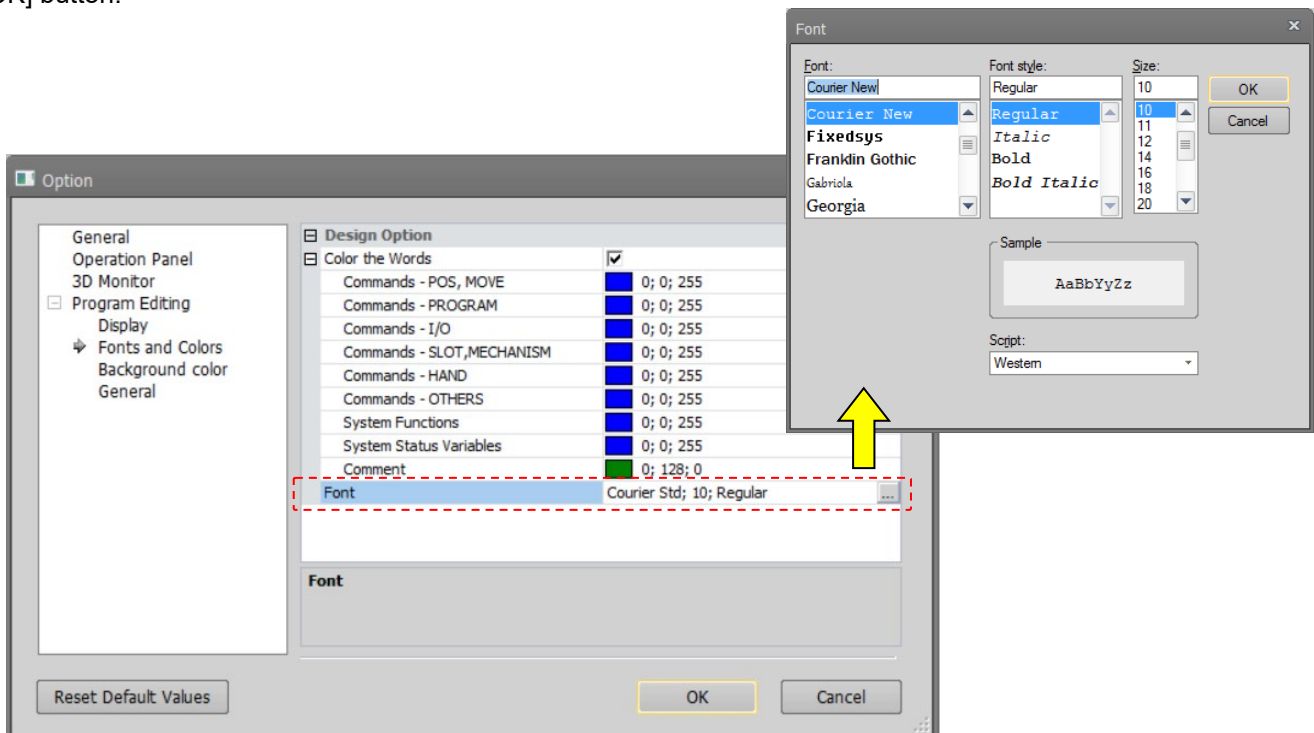 K] button.
Font
Font:
Courier New
Courier New
Fixedsys
Franklin Gothic
Gabriola
Georgia
Font style:
Regular
Regular
Italic
Bold
Bold Italic
Size:
10
10
11
12
14
16
18
20
OK
Cancel
Sample
AaBbYyZz
Script:
Western
Option
General
Operation Panel
3D Monitor
Program Editing
Display
Fonts and Colors
Background color
General
Design Option
Color the Words
Commands - POS, MOVE 0; 0; 255
Commands - PROGRAM 0; 0; 255
Commands - I/O 0; 0; 255
Commands - SLOT,MECHANISM 0; 0; 255
Commands - HAND 0; 0; 255
Commands - OTHERS 0; 0; 255
System Functions 0; 0; 255
System Status Variables 0; 0; 255
Comment 0; 128; 0
Font Courier Std; 10; Regular ...
Font
Reset Default Values
OK
Cancel